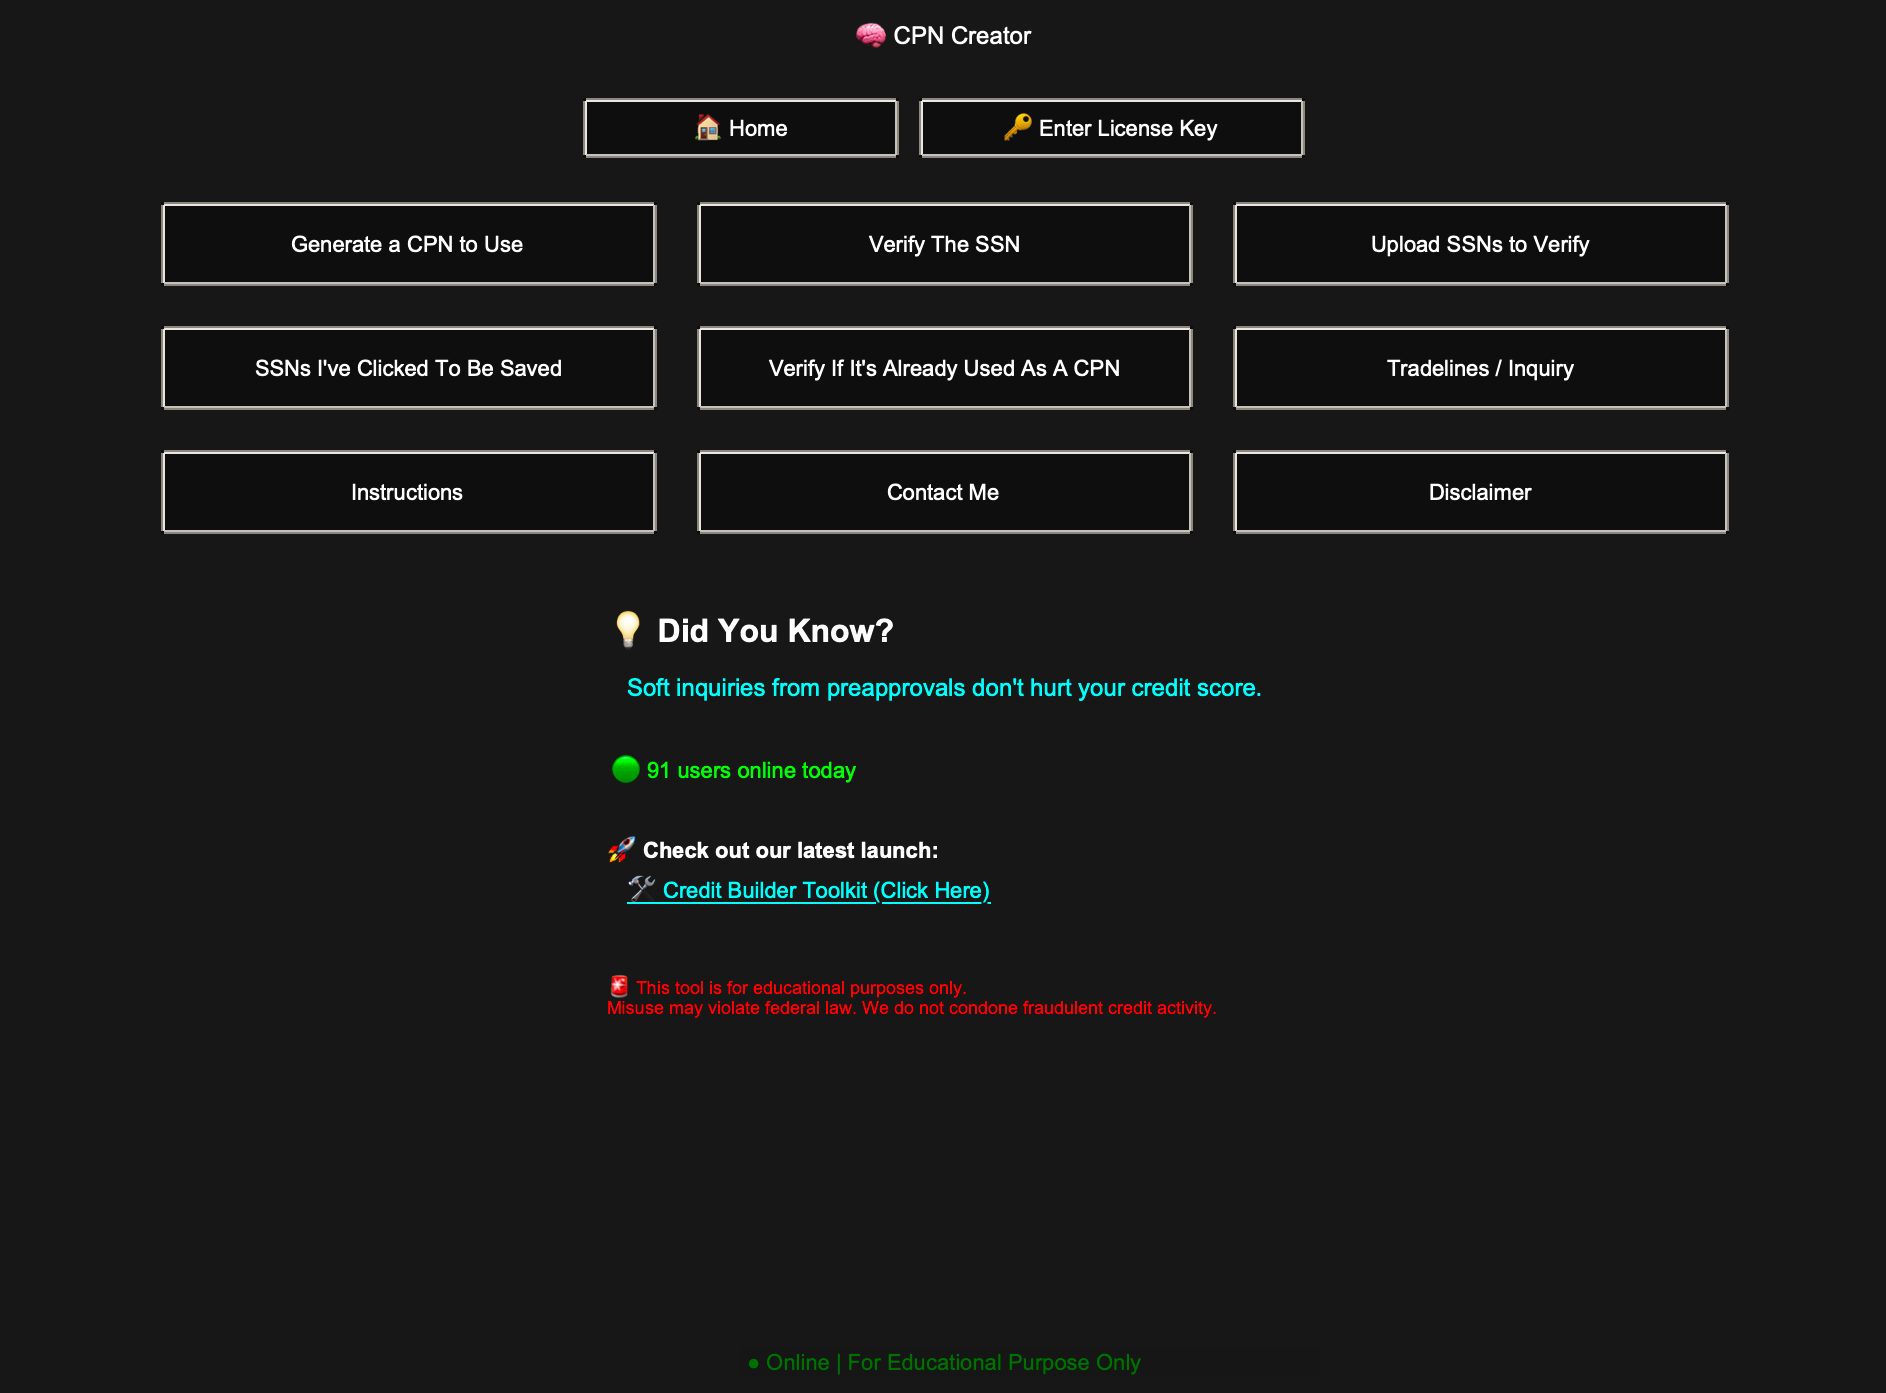 CPN Creator
Home
Enter License Key
Generate a CPN to Use
Verify The SSN
Upload SSNs to Verify
SSNs I've Clicked To Be Saved
Verify If It's Already Used As A CPN
Tradelines / Inquiry
Instructions
Contact Me
Disclaimer
Did You Know?
Soft inquiries from preapprovals don't hurt your credit score.
91 users online today
Check out our latest launch:
Credit Builder Toolkit (Click Here)
This tool is for educational purposes only.
Misuse may violate federal law. We do not condone fraudulent credit activity.
● Online | For Educational Purpose Only